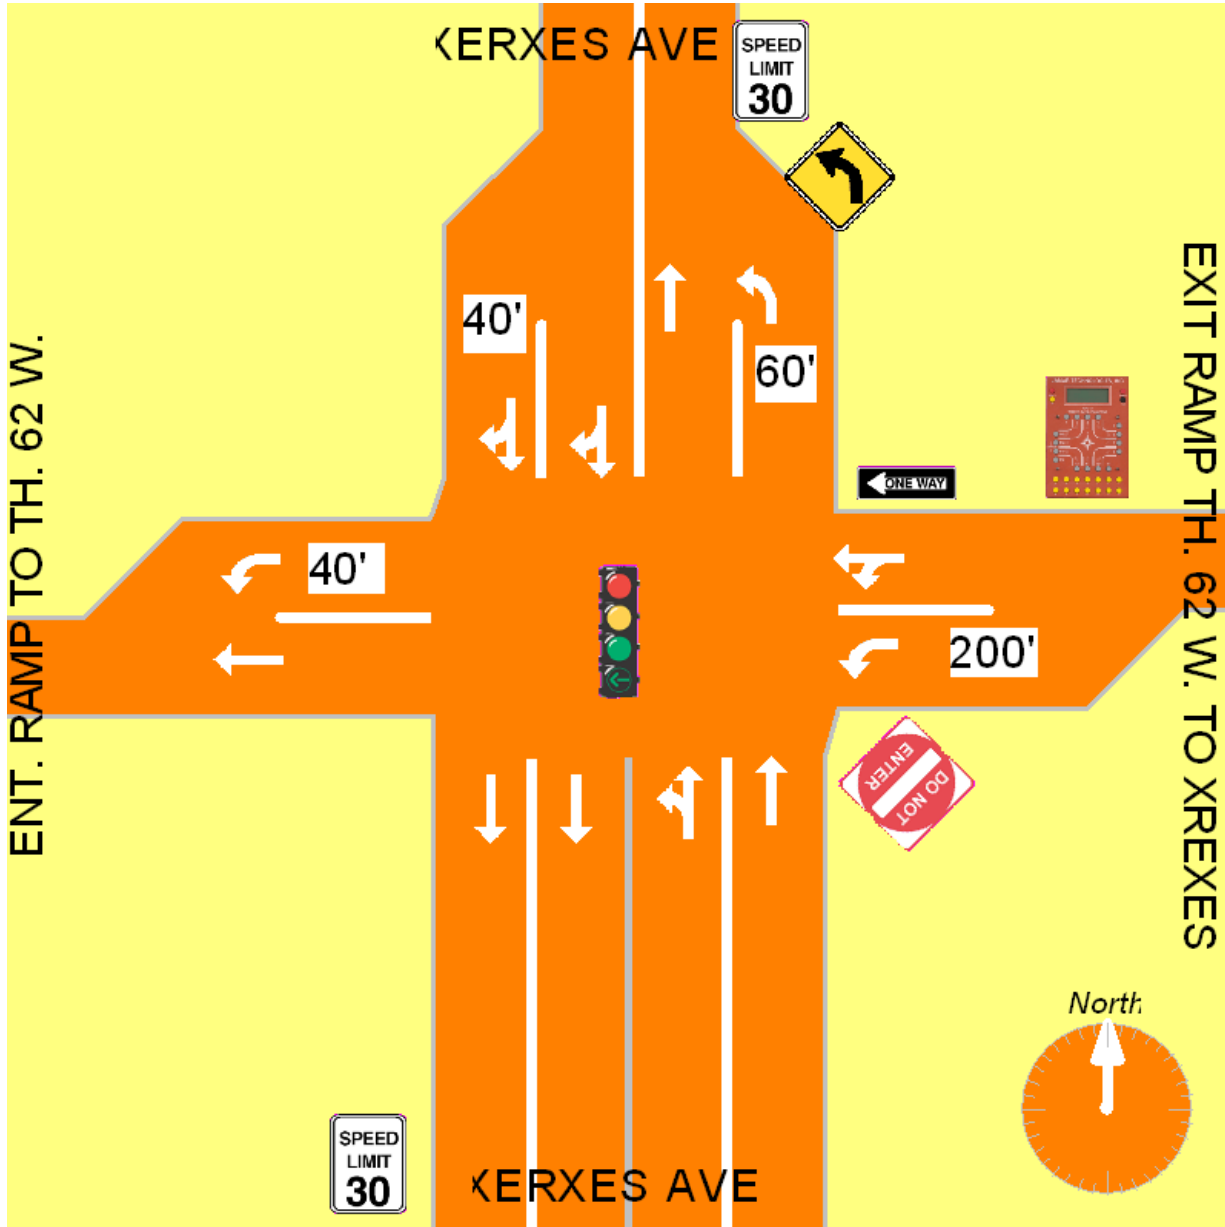 XERXES AVE
SPEED
LIMIT
30
40'
60'
EXIT RAMP TH. 62 W. TO XREXES
ENT. RAMP TO TH. 62 W.
ONE WAY
40'
200'
DO NOT
ENTER
North
SPEED
LIMIT
30
XERXES AVE